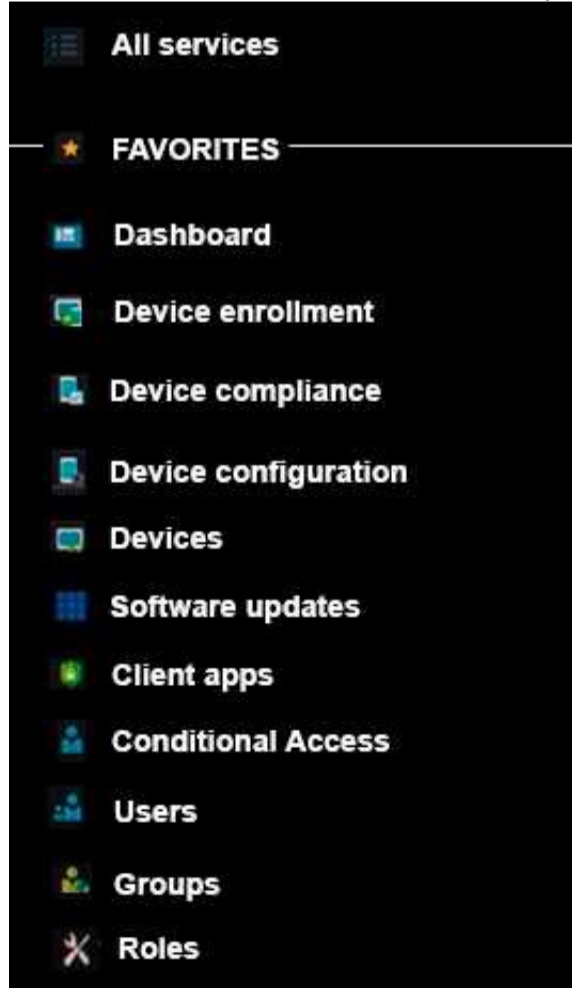 All services
FAVORITES
Dashboard
Device enrollment
Device compliance
Device configuration
Devices
Software updates
Client apps
Conditional Access
Users
Groups
Roles